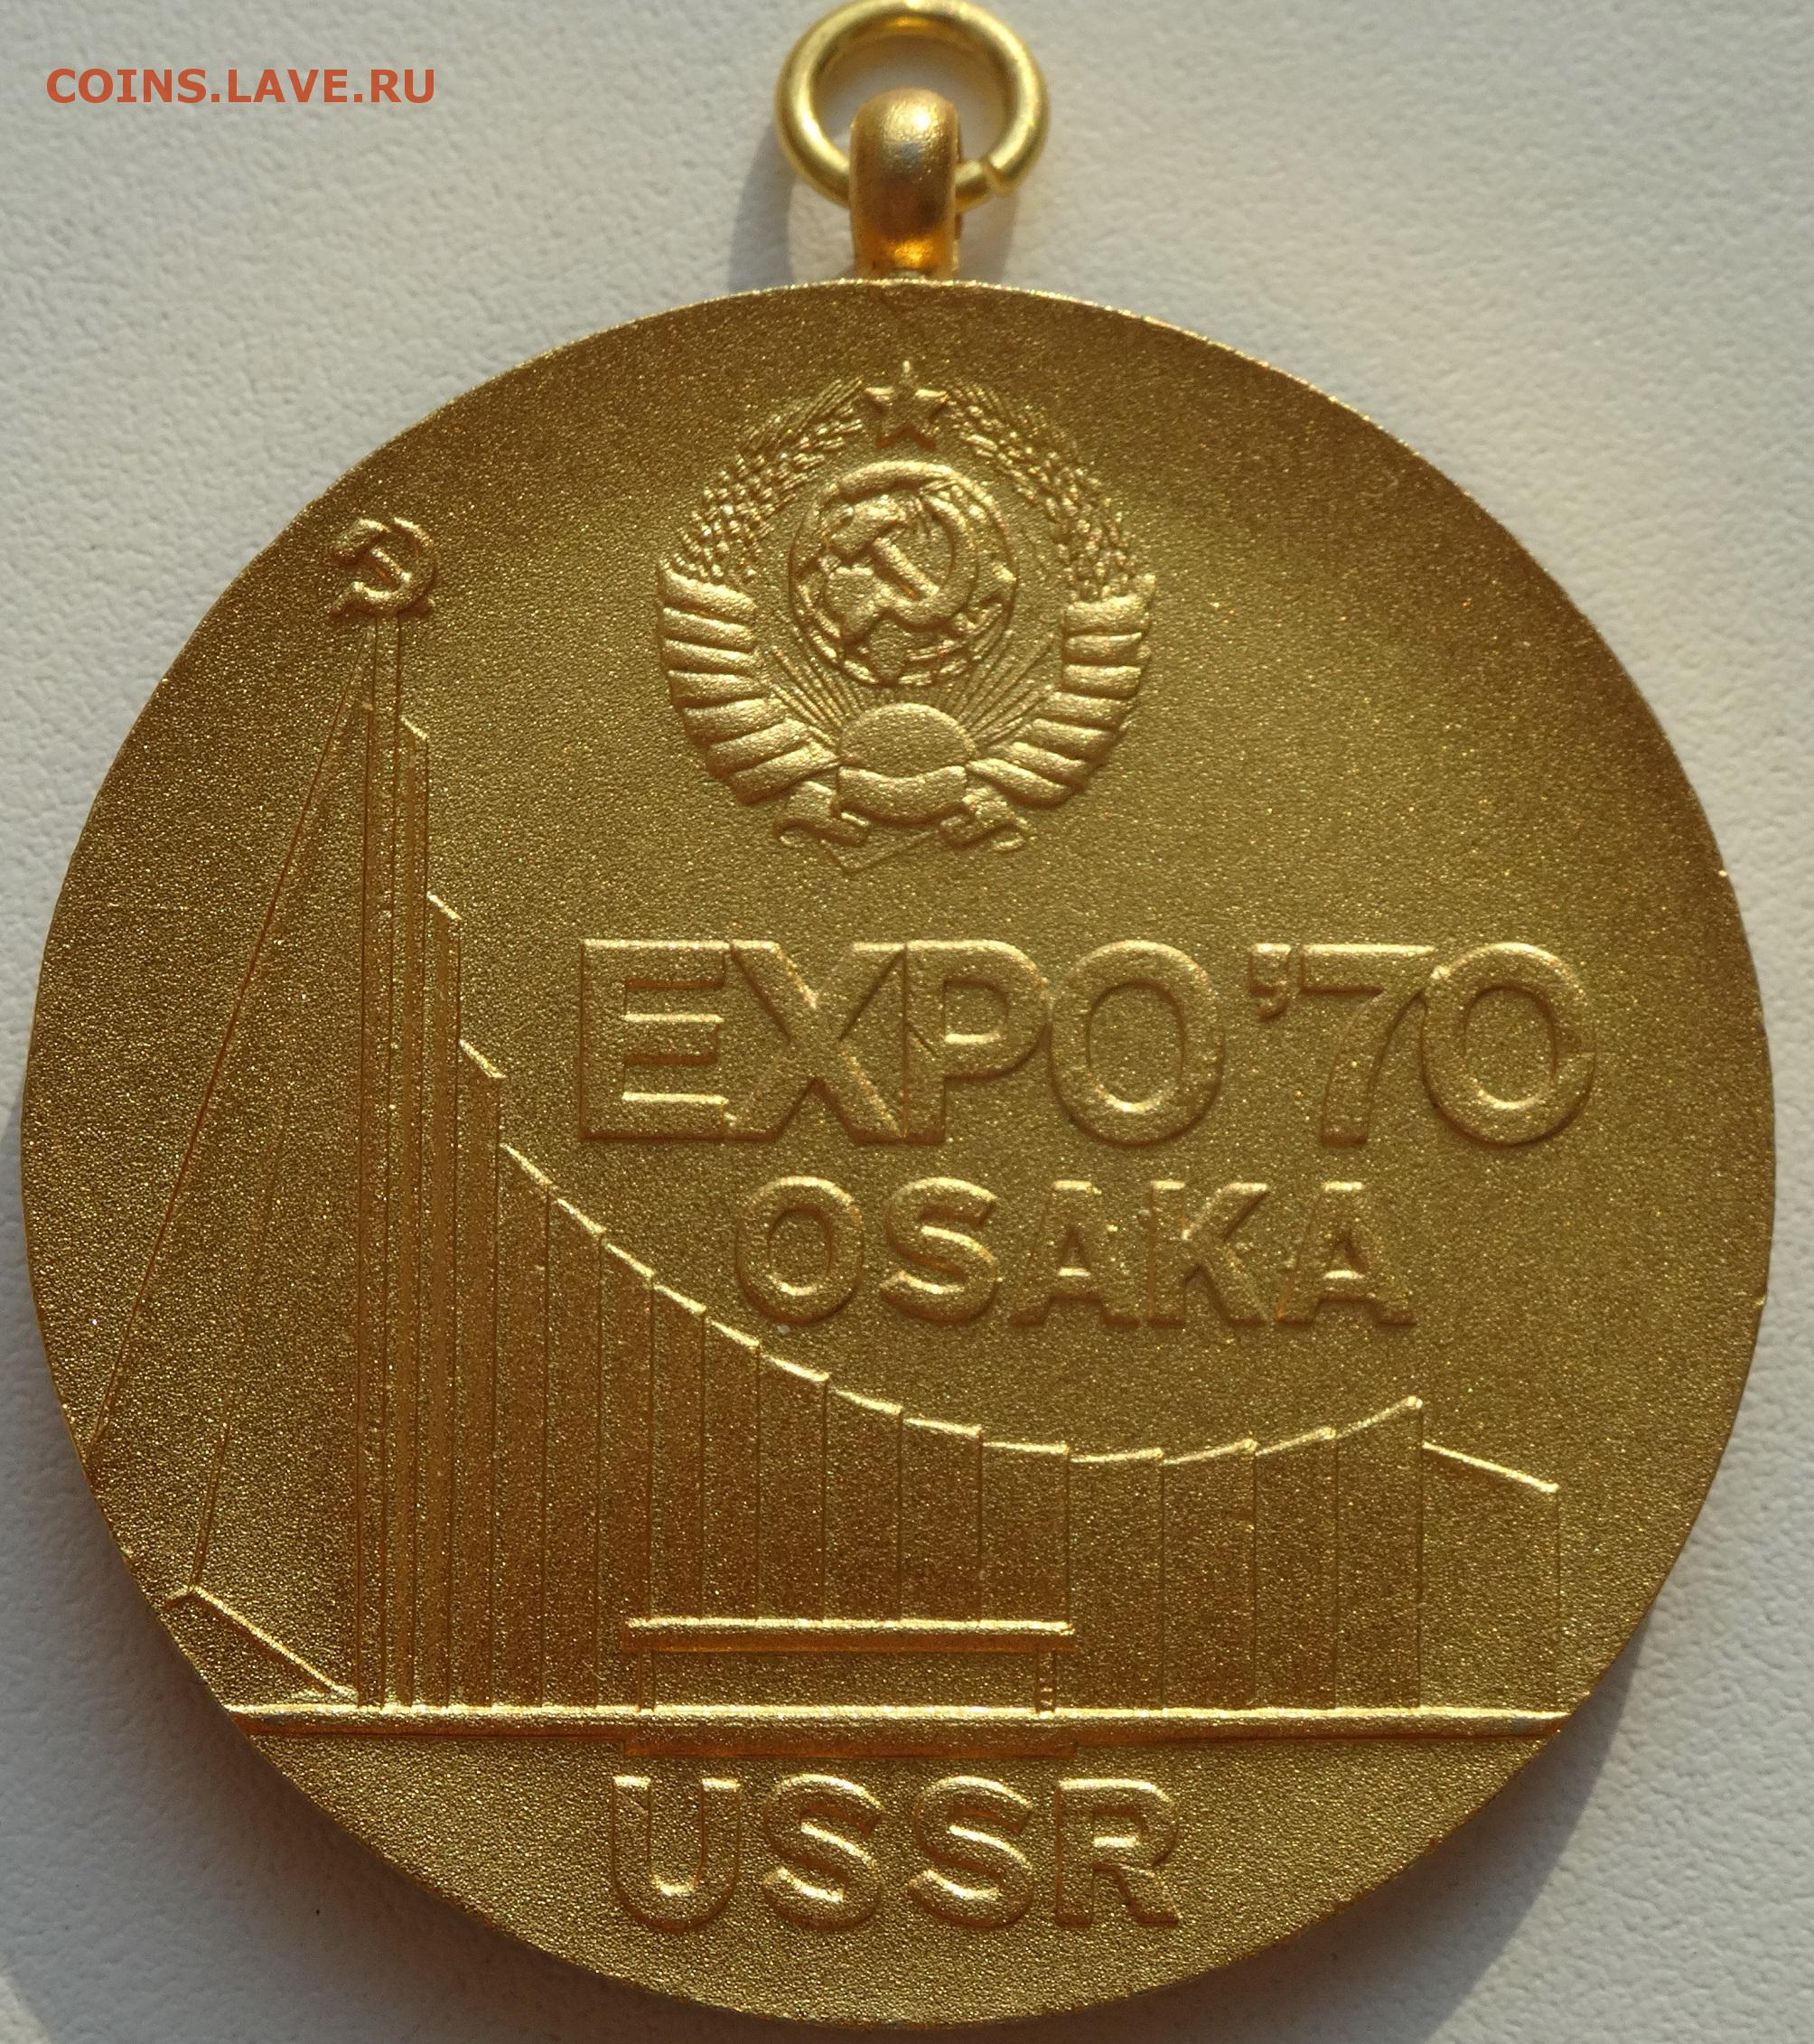 COINS.LAVE.RU
EXPO'70
OSAKA
USSR